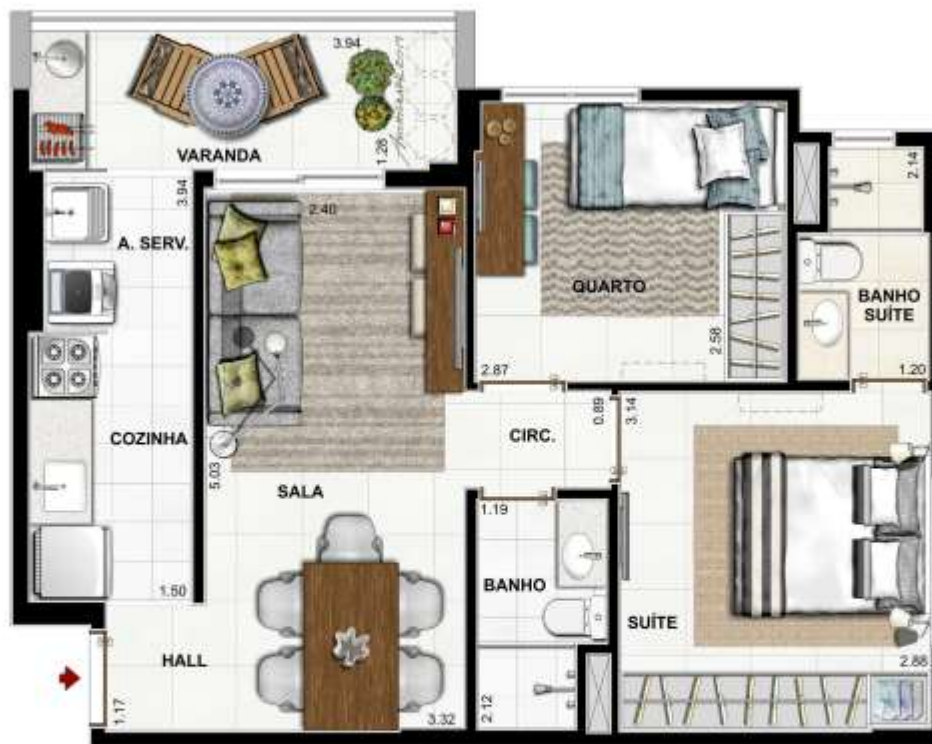 3.94
VARANDA
1.28
3.94
A. SERV.
2.40
QUARTO
2.58
2.87
2.14
BANHO
SUÍTE
1.20
COZINHA
5.03
SALA
CIRC.
0.89
3.14
1.19
BANHO
1.50
HALL
1.17
3.32
2.12
SUÍTE
2.88